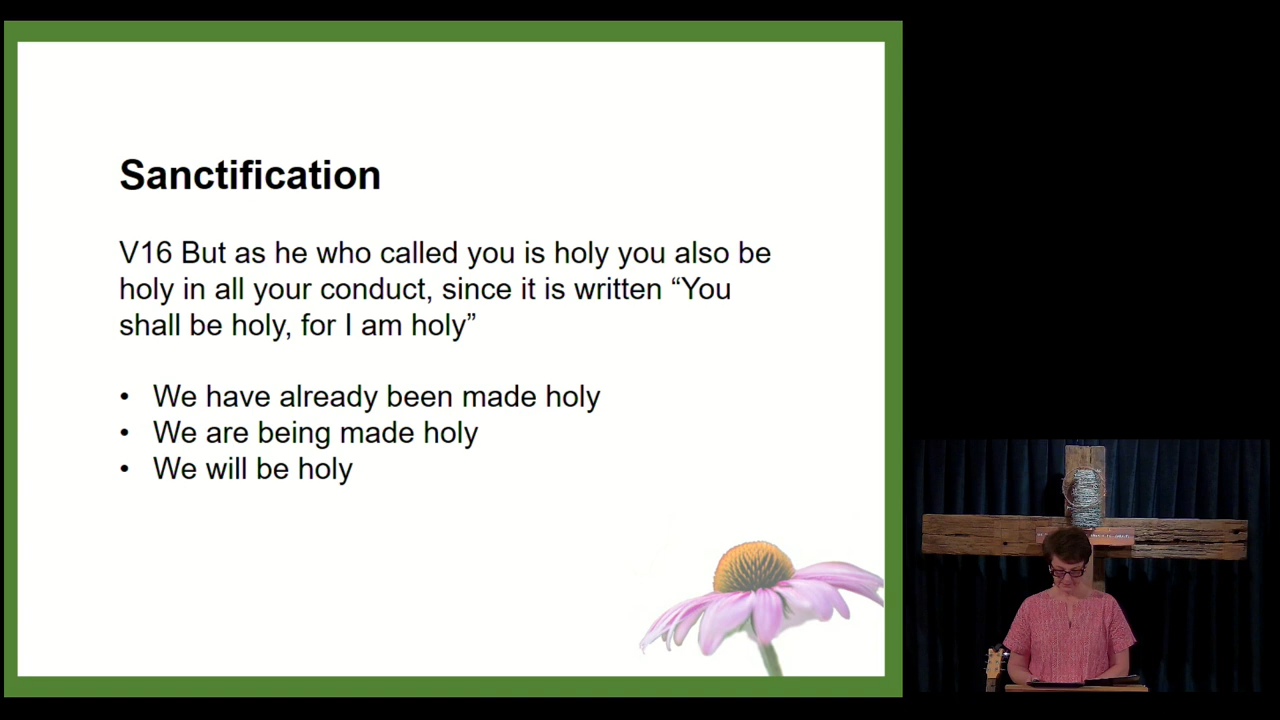 Sanctification
V16 But as he who called you is holy you also be
holy in all your conduct, since it is written “You
shall be holy, for I am holy”
• We have already been made holy
• We are being made holy
• We will be holy